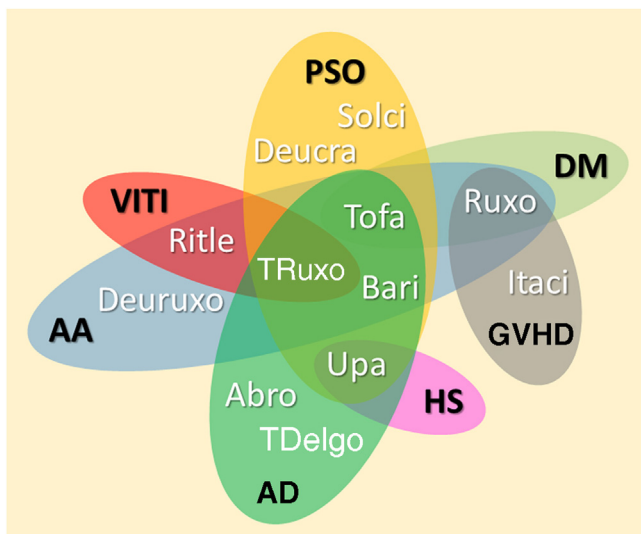 PSO
Solci
Deucra
DM
VITI
Ruxo
Tofa
Ritle
TRuxo
Itaci
Bari
Deuruxo
AA
GVHD
Upa
Abro
HS
TDelgo
AD